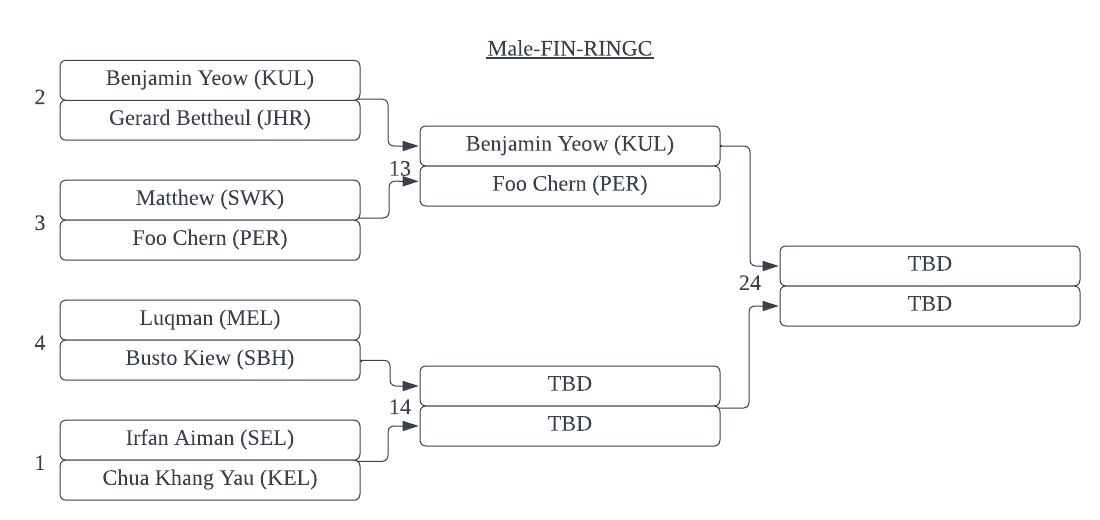 Male-FIN-RINGC
2
Benjamin Yeow (KUL)
Gerard Bettheul (JHR)
3
Matthew (SWK)
Foo Chern (PER)
4
Luqman (MEL)
Busto Kiew (SBH)
1
Irfan Aiman (SEL)
Chua Khang Yau (KEL)
13
Benjamin Yeow (KUL)
Foo Chern (PER)
14
TBD
TBD
24
TBD
TBD